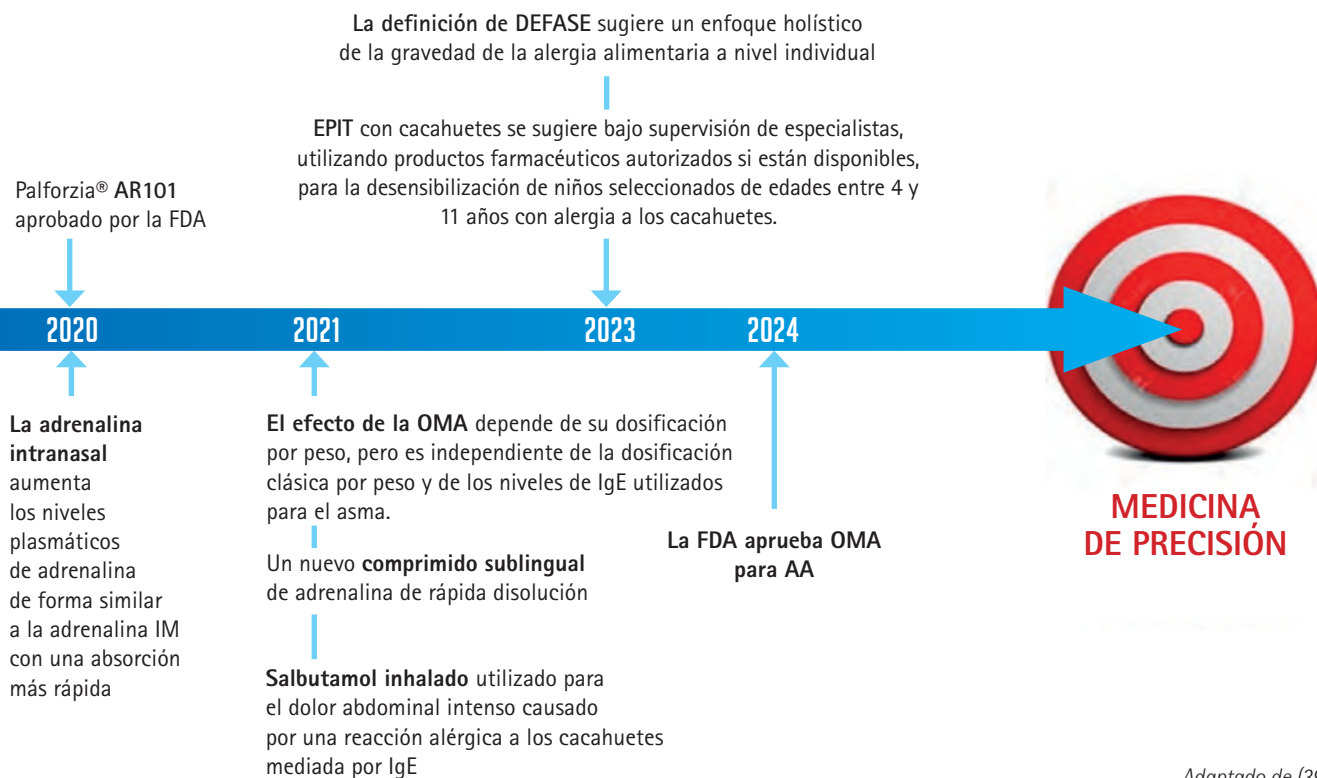 La definición de DEFASE sugiere un enfoque holístico
de la gravedad de la alergia alimentaria a nivel individual
EPIT con cacahuetes se sugiere bajo supervisión de especialistas,
utilizando productos farmacéuticos autorizados si están disponibles,
para la desensibilización de niños seleccionados de edades entre 4 y
11 años con alergia a los cacahuetes.
Palforzia® AR101
aprobado por la FDA
2020
2021
2023
2024
La adrenalina
intranasal
aumenta
los niveles
plasmáticos
de adrenalina
de forma similar
a la adrenalina IM
con una absorción
más rápida
El efecto de la OMA depende de su dosificación
por peso, pero es independiente de la dosificación
clásica por peso y de los niveles de IgE utilizados
para el asma.
Un nuevo comprimido sublingual
de adrenalina de rápida disolución
Salbutamol inhalado utilizado para
el dolor abdominal intenso causado
por una reacción alérgica a los cacahuetes
mediada por IgE
La FDA aprueba OMA
para AA
MEDICINA
DE PRECISIÓN
Adaptado de